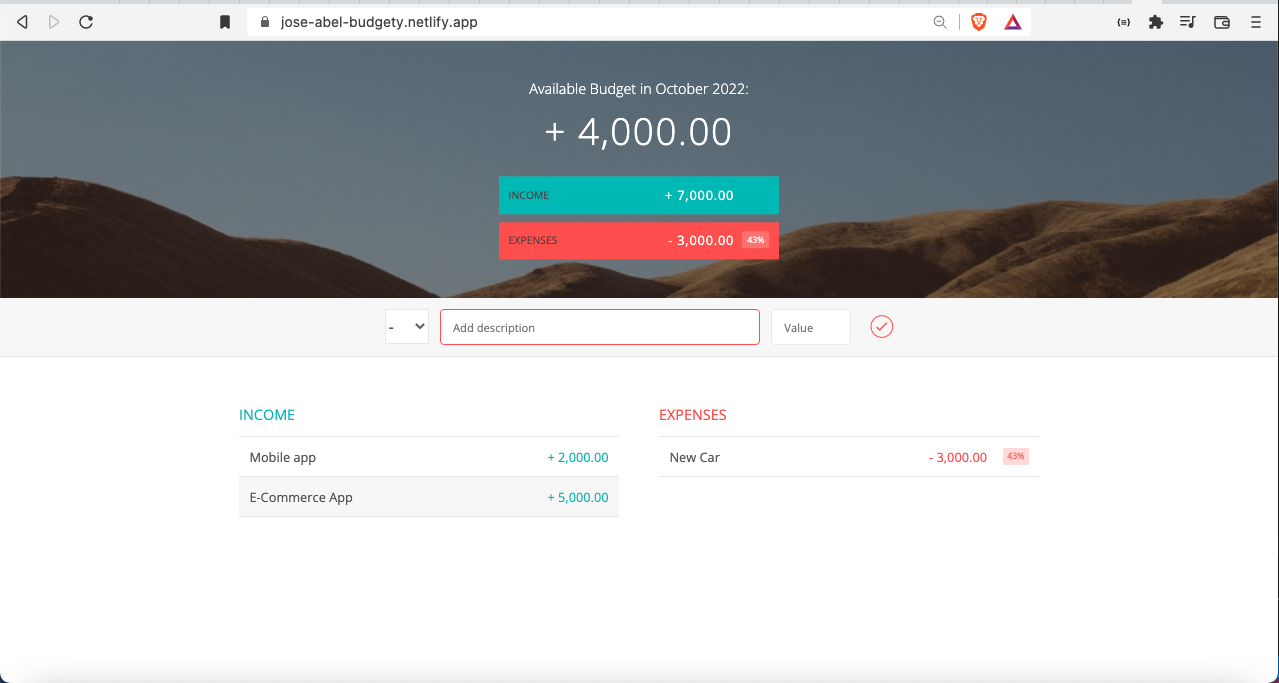 jose-abel-budgety.netlify.app
Available Budget in October 2022:
+ 4,000.00
INCOME + 7,000.00
EXPENSES - 3,000.00 43%
- Add description Value
INCOME
Mobile app + 2,000.00
E-Commerce App + 5,000.00
EXPENSES
New Car - 3,000.00 43%